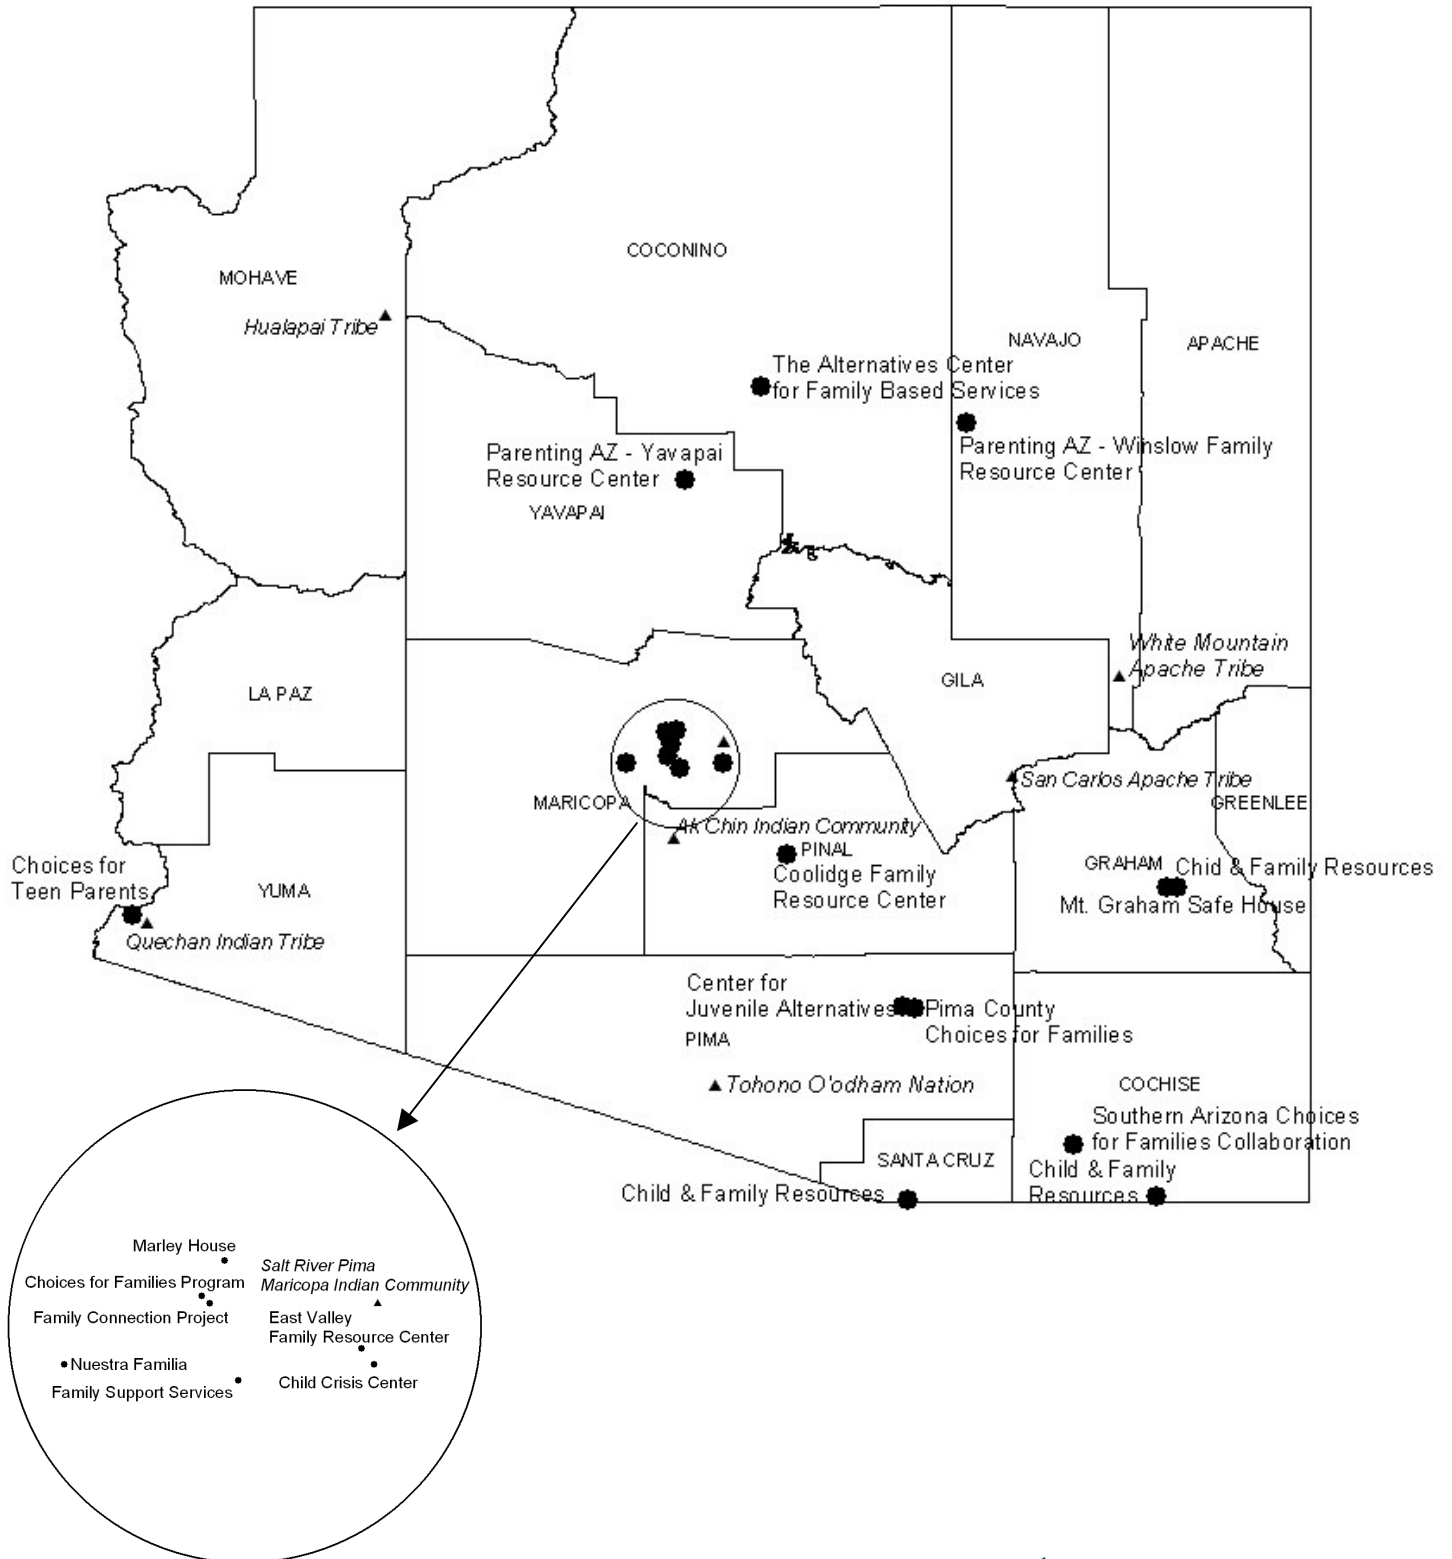 COCONINO
MOHAVE
Hualapai Tribe
NAVAJO
APACHE
The Alternatives Center
for Family Based Services
Parenting AZ - Winslow Family
Resource Center
Parenting AZ - Yavapai
Resource Center
YAVAPAI
White Mountain
Apache Tribe
GILA
LA PAZ
San Carlos Apache Tribe
MARICOPA
GREENLEE
Ak Chin Indian Community
PINAL
Coolidge Family
Resource Center
GRAHAM
Chid & Family Resources
Mt. Graham Safe House
Choices for
Teen Parents
YUMA
Quechan Indian Tribe
Center for
Juvenile Alternatives
Pima County
Choices for Families
PIMA
Tohono O'odham Nation
COCHISE
Southern Arizona Choices
for Families Collaboration
SANTA CRUZ
Child & Family
Resources
Child & Family Resources
Marley House
Salt River Pima
Maricopa Indian Community
Choices for Families Program
Family Connection Project
East Valley
Family Resource Center
Nuestra Familia
Child Crisis Center
Family Support Services